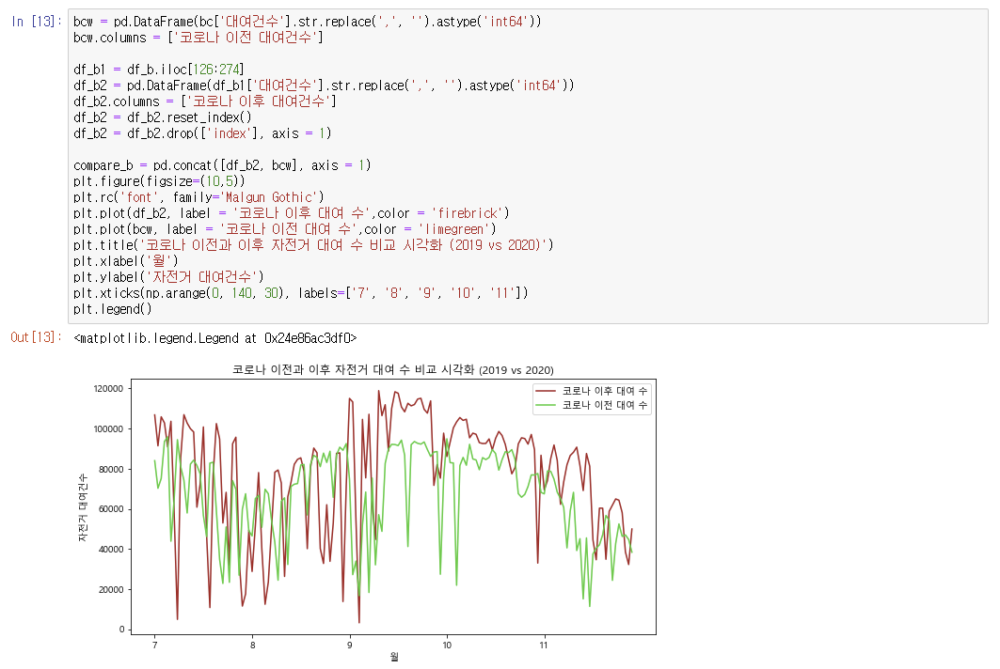 In [13]:
bcw = pd.DataFrame(bc['대여건수'].str.replace(',', '').astype('int64'))
bcw.columns = ['코로나 이전 대여건수']
df_b1 = df_b.iloc[126:274]
df_b2 = pd.DataFrame(df_b1['대여건수'].str.replace(',', '').astype('int64'))
df_b2.columns = ['코로나 이후 대여건수']
df_b2 = df_b2.reset_index()
df_b2 = df_b2.drop(['index'], axis = 1)
compare_b = pd.concat([df_b2, bcw], axis = 1)
plt.figure(figsize=(10,5))
plt.rc('font', family='Malgun Gothic')
plt.plot(df_b2, label = '코로나 이후 대여 수',color = 'firebrick')
plt.plot(bcw, label = '코로나 이전 대여 수',color = 'limegreen')
plt.title('코로나 이전과 이후 자전거 대여 수 비교 시각화 (2019 vs 2020)')
plt.xlabel('월')
plt.ylabel('자전거 대여건수')
plt.xticks(np.arange(0, 140, 30), labels=['7', '8', '9', '10', '11'])
plt.legend()
Out[13]:
<matplotlib.legend.Legend at 0x24e86ac3df0>
코로나 이전과 이후 자전거 대여 수 비교 시각화 (2019 vs 2020)
코로나 이후 대여 수
코로나 이전 대여 수
자전거 대여건수
120000
100000
80000
60000
40000
20000
0
7 8 9 10 11
월